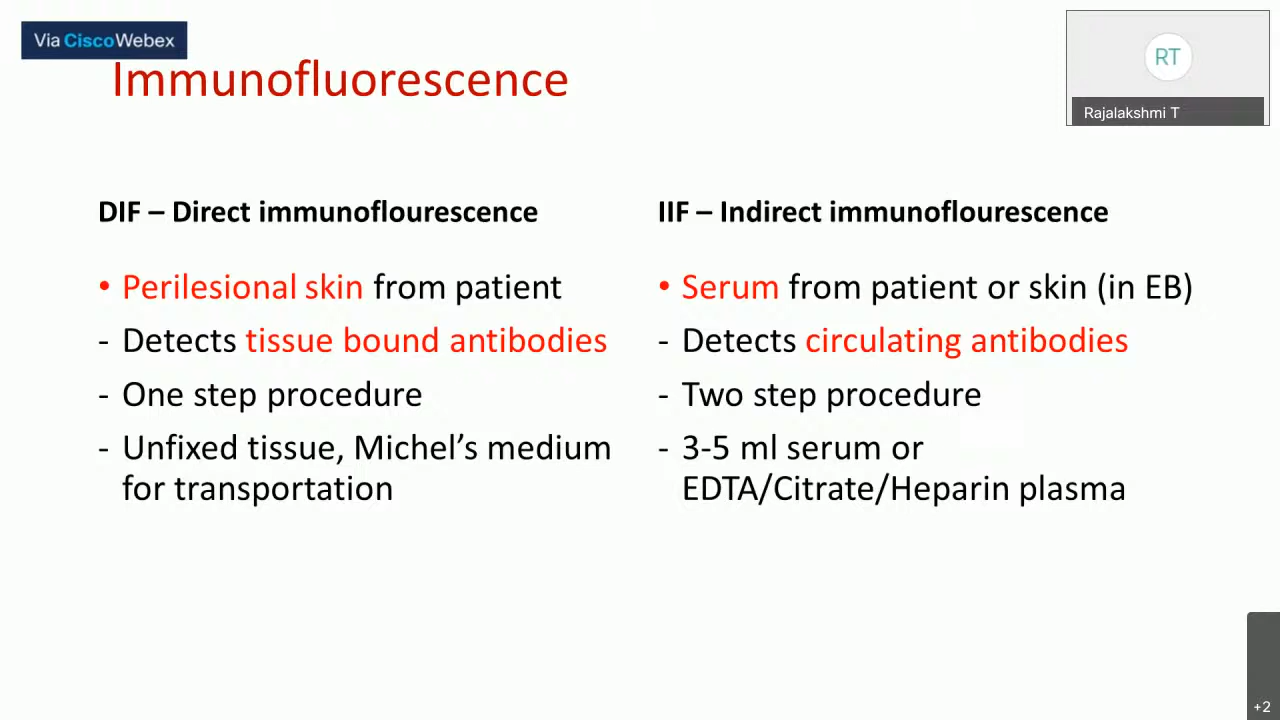 Via CiscoWebex
RT
Rajalakshmi T
Immunofluorescence
DIF – Direct immunoflourescence
• Perilesional skin from patient
- Detects tissue bound antibodies
- One step procedure
- Unfixed tissue, Michel’s medium
for transportation
IIF – Indirect immunoflourescence
• Serum from patient or skin (in EB)
- Detects circulating antibodies
- Two step procedure
- 3-5 ml serum or
EDTA/Citrate/Heparin plasma
+2